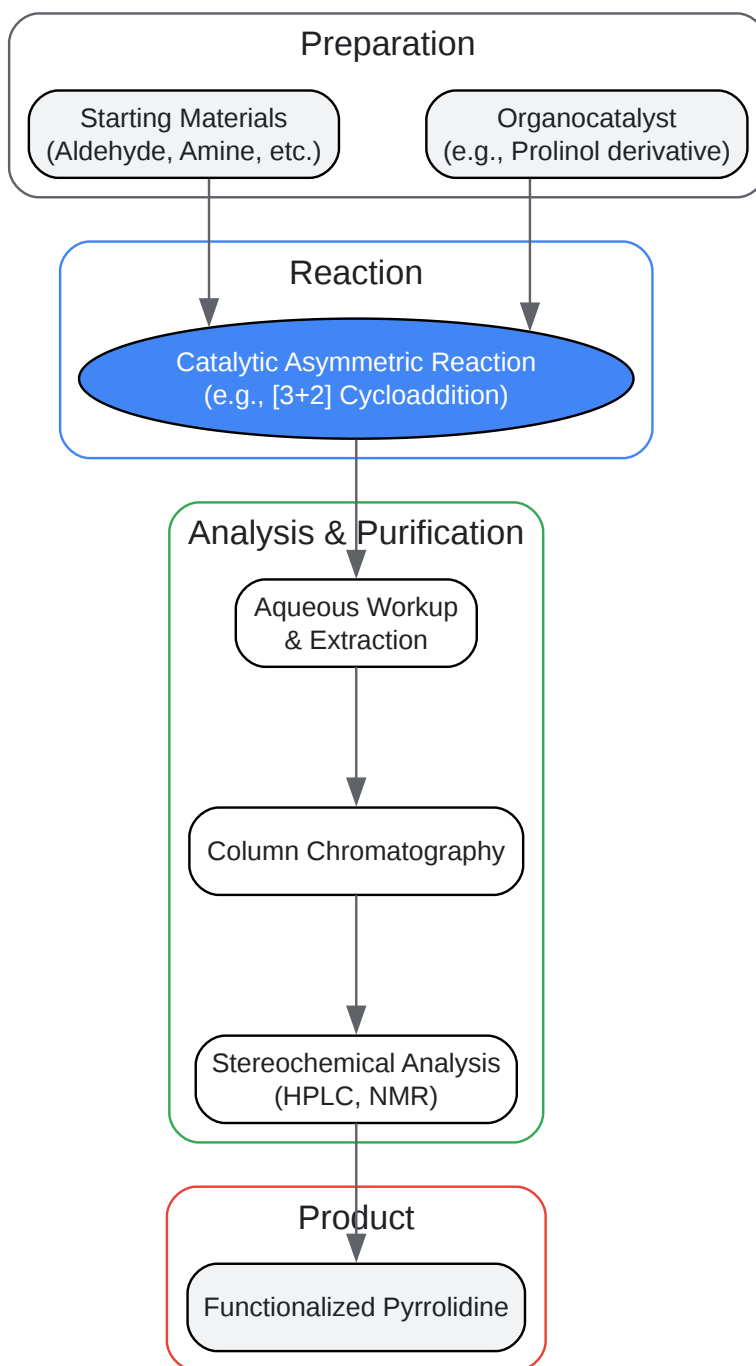 Preparation
Starting Materials
(Aldehyde, Amine, etc.)
Organocatalyst
(e.g., Prolinol derivative)
Reaction
Catalytic Asymmetric Reaction
(e.g., [3+2] Cycloaddition)
Analysis & Purification
Aqueous Workup
& Extraction
Column Chromatography
Stereochemical Analysis
(HPLC, NMR)
Product
Functionalized Pyrrolidine